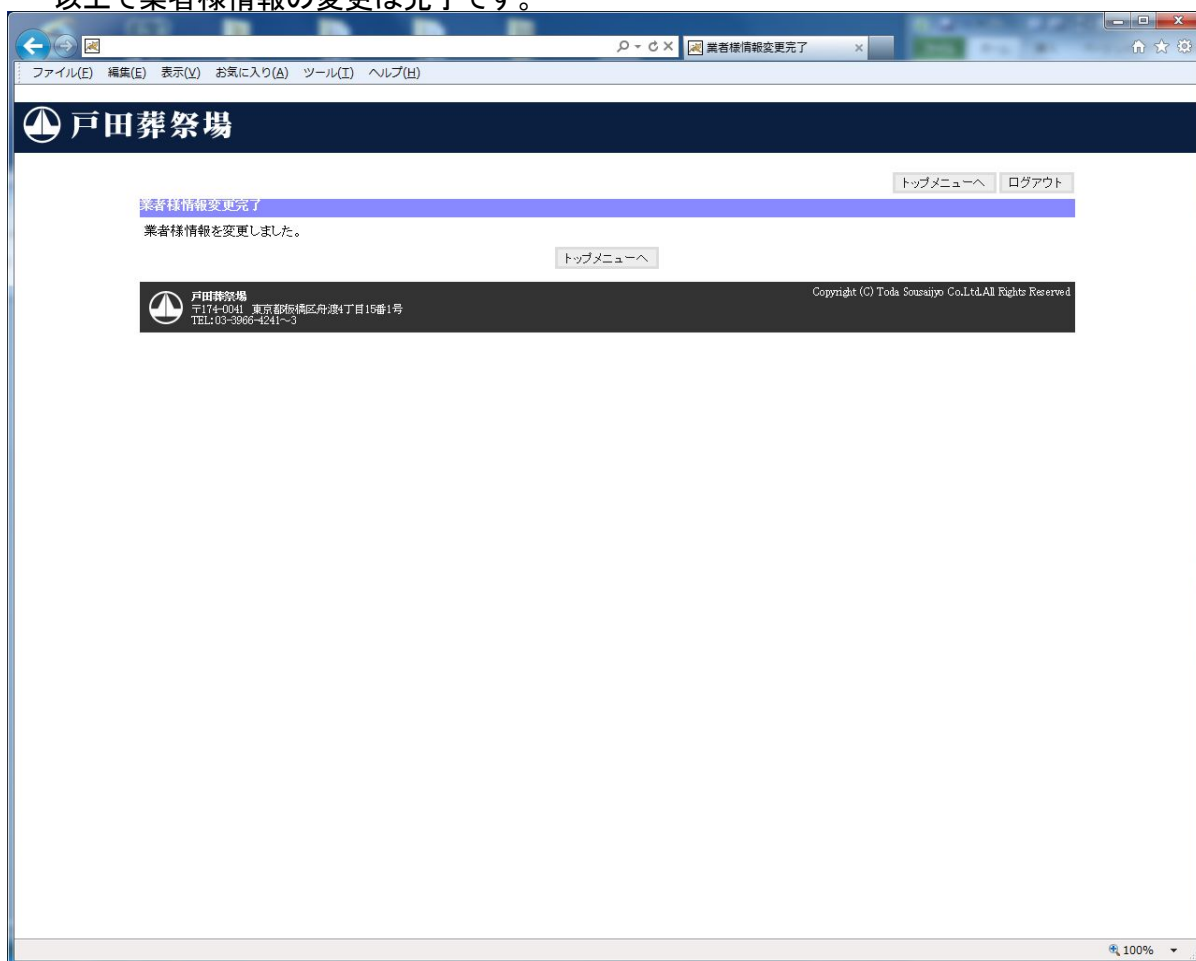 以上で業者様情報の変更は完了です。
業者様情報変更完了
ファイル(F) 編集(E) 表示(V) お気に入り(A) ツール(T) ヘルプ(H)
戸田葬祭場
トップメニューへ ログアウト
業者様情報変更完了
業者様情報を変更しました。
トップメニューへ
戸田葬祭場
〒174-0041 東京都板橋区舟渡4丁目15番1号
TEL:03-3966-4241~3
Copyright (C) Toda Sousaijyo Co.Ltd.All Rights Reserved
100%